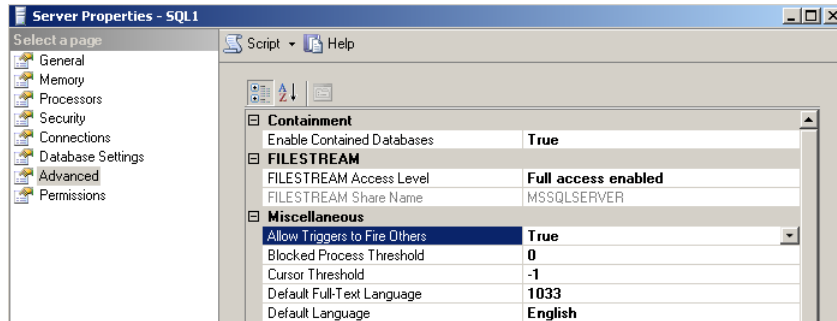 Server Properties - SQL1
Select a page
General
Memory
Processors
Security
Connections
Database Settings
Advanced
Permissions
Script Help
Containment
Enable Contained Databases True
FILESTREAM
FILESTREAM Access Level Full access enabled
FILESTREAM Share Name MSSQLSERVER
Miscellaneous
Allow Triggers to Fire Others True
Blocked Process Threshold 0
Cursor Threshold -1
Default Full-Text Language 1033
Default Language English